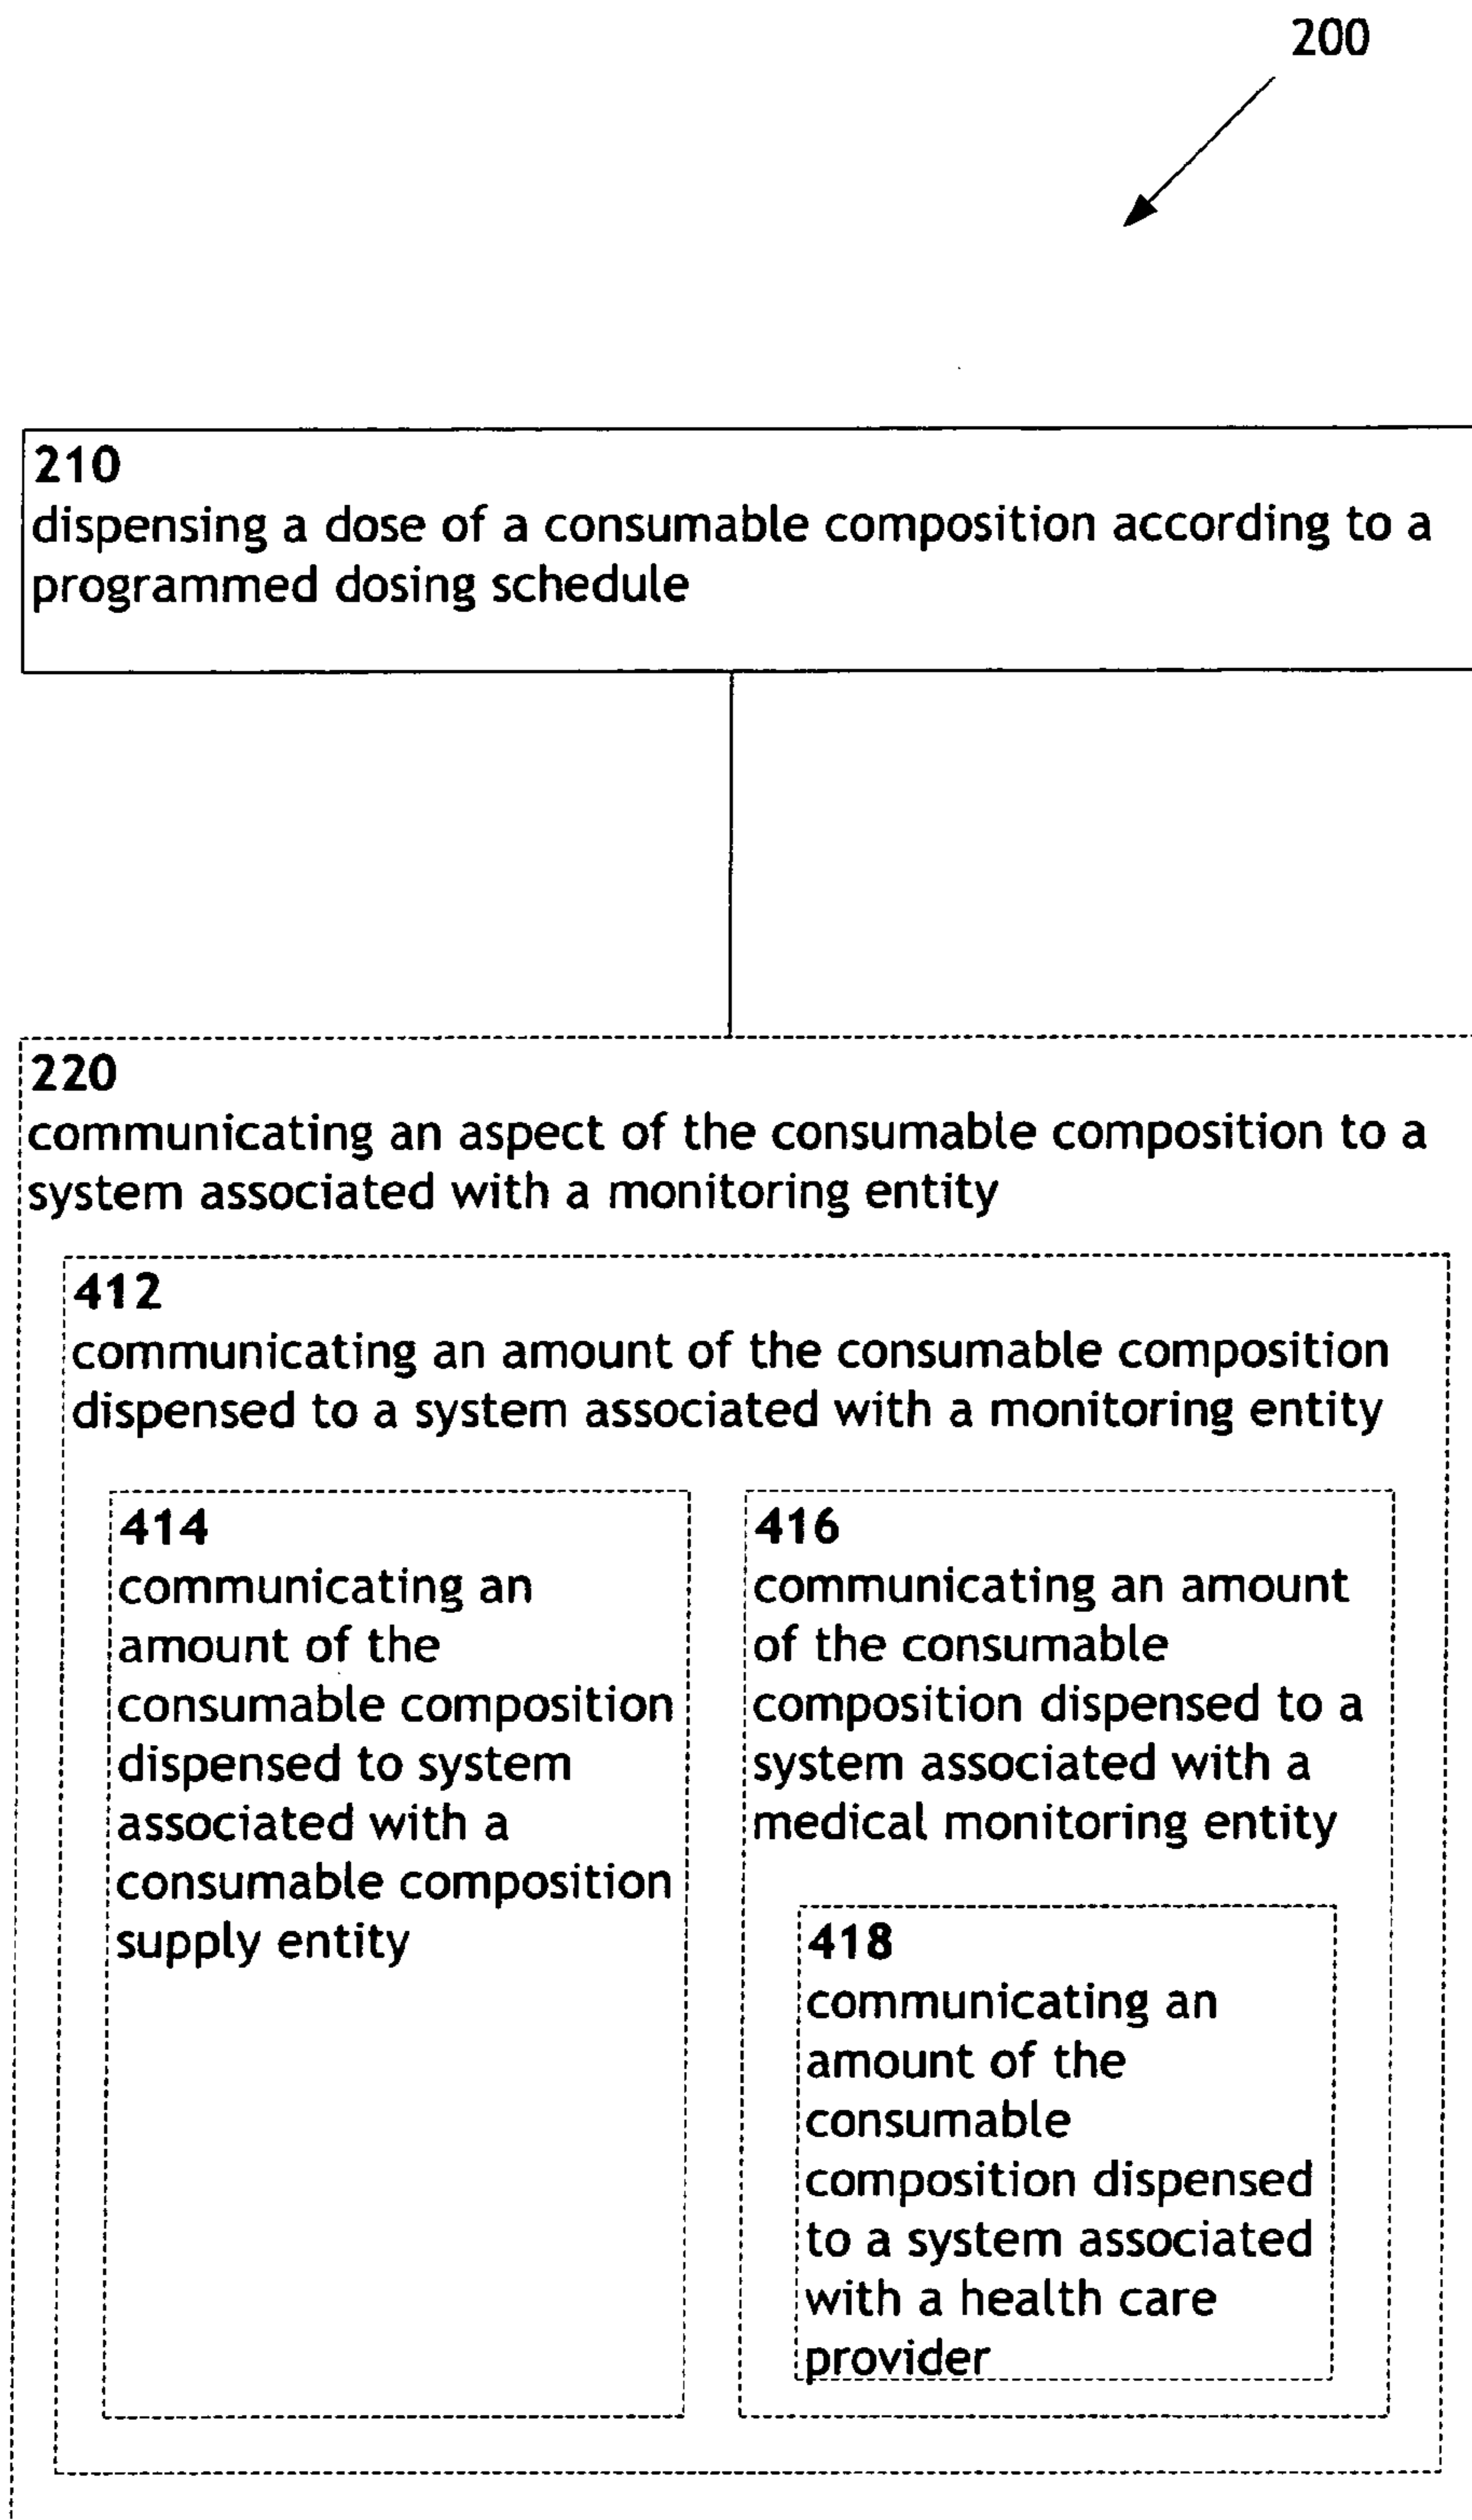 200
210
dispensing a dose of a consumable composition according to a
programmed dosing schedule
220
communicating an aspect of the consumable composition to a
system associated with a monitoring entity
412
communicating an amount of the consumable composition
dispensed to a system associated with a monitoring entity
414
communicating an
amount of the
consumable composition
dispensed to system
associated with a
consumable composition
supply entity
416
communicating an amount
of the consumable
composition dispensed to a
system associated with a
medical monitoring entity
418
communicating an
amount of the
consumable
composition dispensed
to a system associated
with a health care
provider